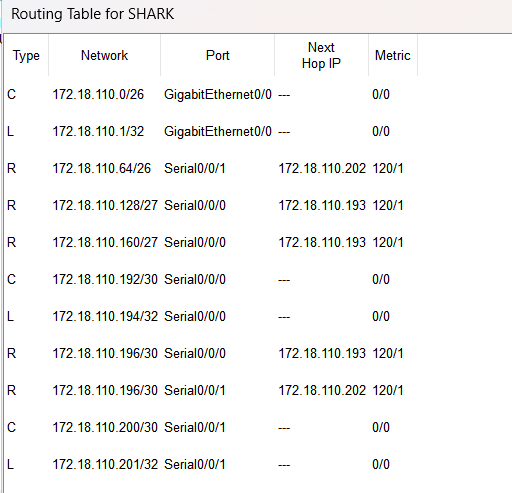 Routing Table for SHARK
Type Network Port Next Hop IP Metric
C 172.18.110.0/26 GigabitEthernet0/0 --- 0/0
L 172.18.110.1/32 GigabitEthernet0/0 --- 0/0
R 172.18.110.64/26 Serial0/0/1 172.18.110.202 120/1
R 172.18.110.128/27 Serial0/0/0 172.18.110.193 120/1
R 172.18.110.160/27 Serial0/0/0 172.18.110.193 120/1
C 172.18.110.192/30 Serial0/0/0 --- 0/0
L 172.18.110.194/32 Serial0/0/0 --- 0/0
R 172.18.110.196/30 Serial0/0/0 172.18.110.193 120/1
R 172.18.110.196/30 Serial0/0/1 172.18.110.202 120/1
C 172.18.110.200/30 Serial0/0/1 --- 0/0
L 172.18.110.201/32 Serial0/0/1 --- 0/0